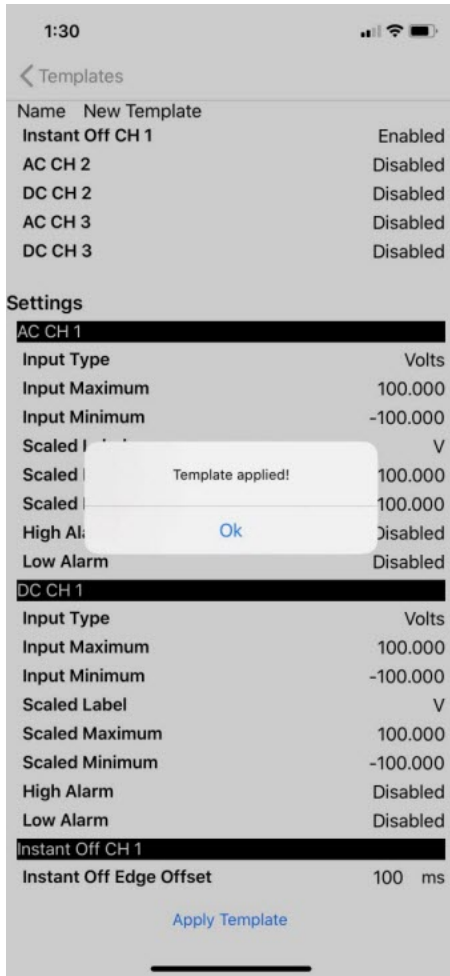 1:30
Templates
Name New Template
Instant Off CH 1 Enabled
AC CH 2 Disabled
DC CH 2 Disabled
AC CH 3 Disabled
DC CH 3 Disabled
Settings
AC CH 1
Input Type Volts
Input Maximum 100.000
Input Minimum -100.000
Scaled V
Scaled 100.000
Template applied!
Scaled 100.000
Ok
High Disabled
Low Alarm Disabled
DC CH 1
Input Type Volts
Input Maximum 100.000
Input Minimum -100.000
Scaled Label V
Scaled Maximum 100.000
Scaled Minimum -100.000
High Alarm Disabled
Low Alarm Disabled
Instant Off CH 1
Instant Off Edge Offset 100 ms
Apply Template